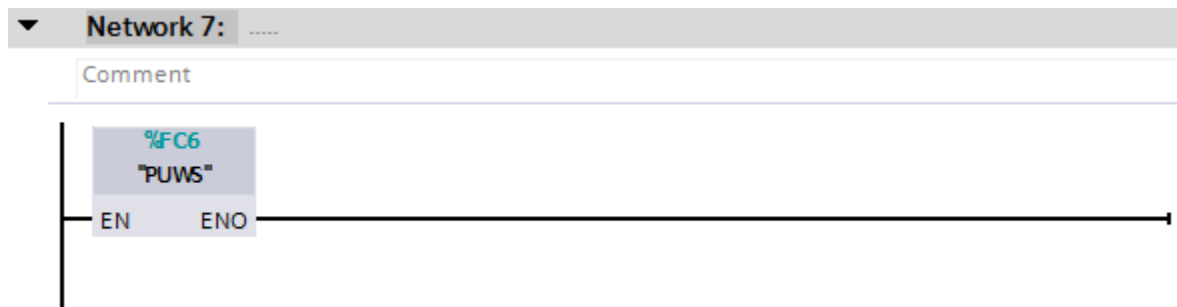 Network 7: .....
Comment
%FC6
"PUWS"
EN ENO